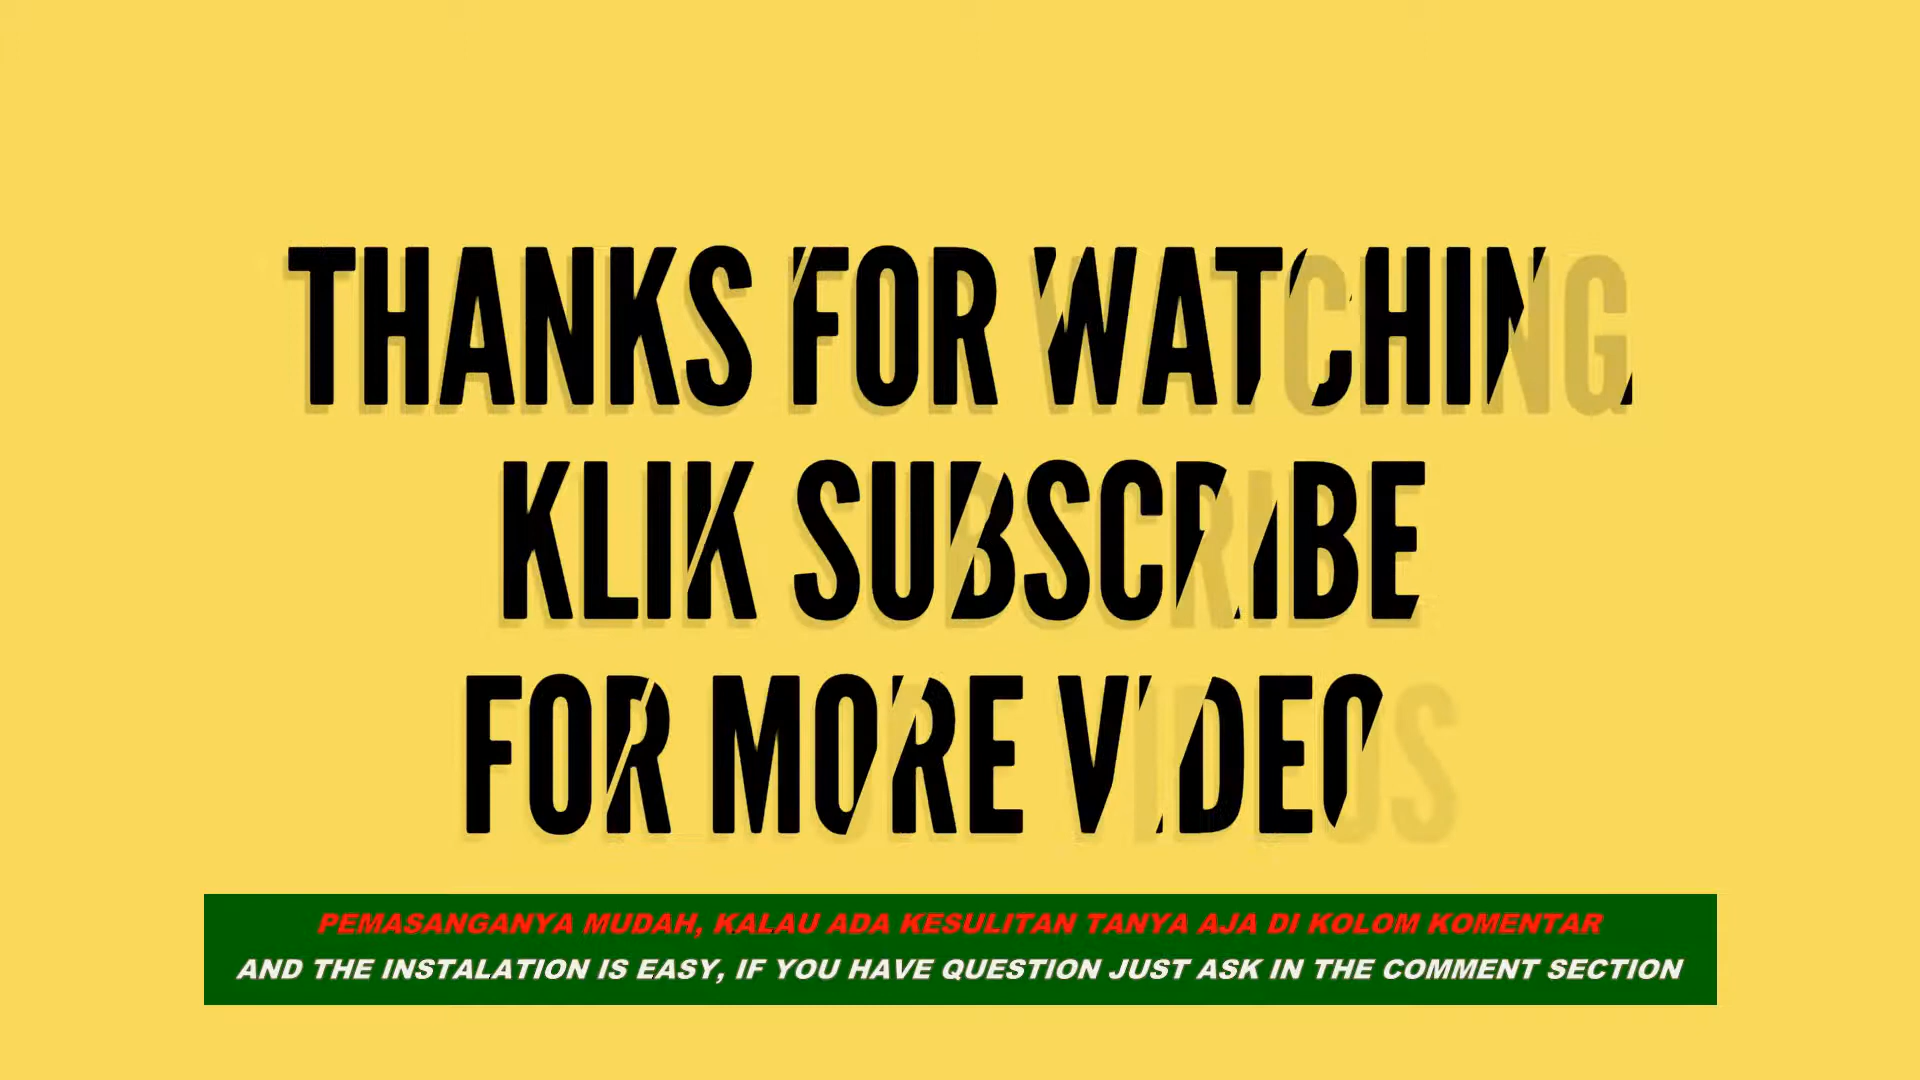 THANKS FOR WATCHING
KLIK SUBSCRIBE
FOR MORE VIDEOS
PEMASANGANYA MUDAH, KALAU ADA KESULITAN TANYA AJA DI KOLOM KOMENTAR
AND THE INSTALATION IS EASY, IF YOU HAVE QUESTION JUST ASK IN THE COMMENT SECTION